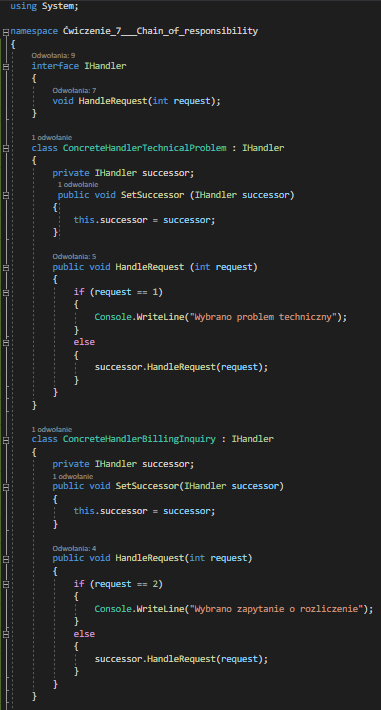 using System;
namespace Ćwiczenie_7___Chain_of_responsibility
{
Odwołania: 9
interface IHandler
{
Odwołania: 7
void HandleRequest(int request);
}
1 odwołanie
class ConcreteHandlerTechnicalProblem : IHandler
{
private IHandler successor;
1 odwołanie
public void SetSuccessor (IHandler successor)
{
this.successor = successor;
}
Odwołania: 5
public void HandleRequest (int request)
{
if (request == 1)
{
Console.WriteLine("Wybrano problem techniczny");
}
else
{
successor.HandleRequest(request);
}
}
}
1 odwołanie
class ConcreteHandlerBillingInquiry : IHandler
{
private IHandler successor;
1 odwołanie
public void SetSuccessor(IHandler successor)
{
this.successor = successor;
}
Odwołania: 4
public void HandleRequest(int request)
{
if (request == 2)
{
Console.WriteLine("Wybrano zapytanie o rozliczenie");
}
else
{
successor.HandleRequest(request);
}
}
}